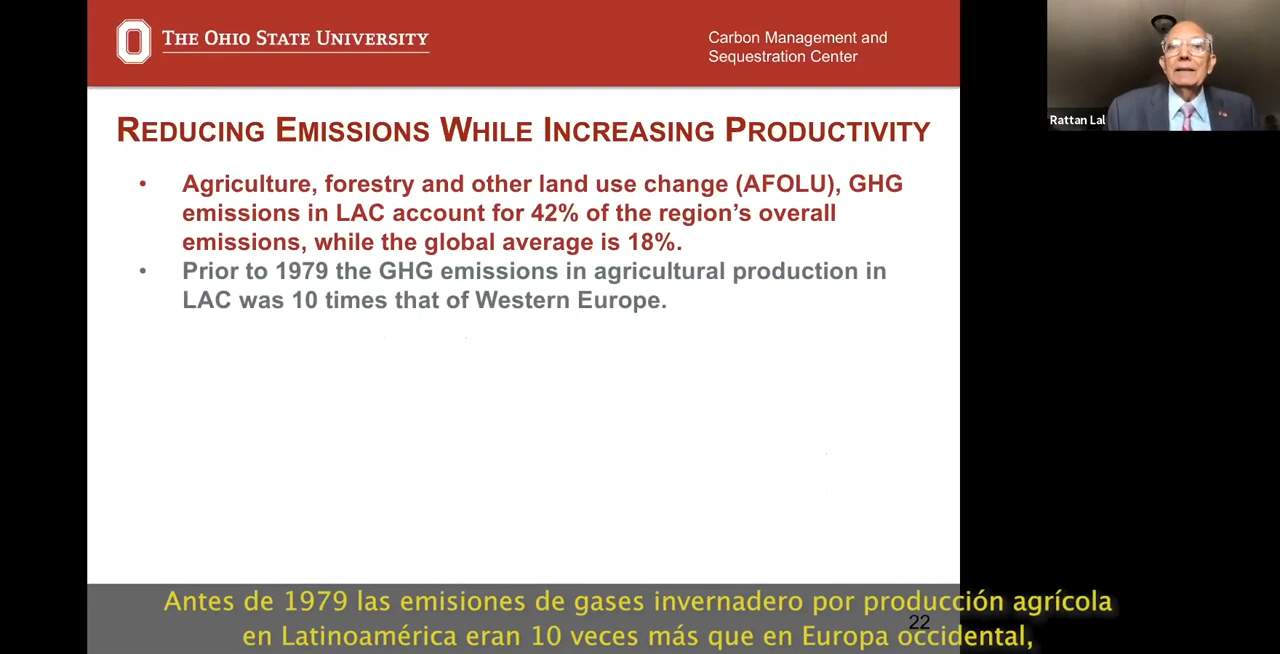 THE OHIO STATE UNIVERSITY
Carbon Management and
Sequestration Center
Rattan Lal
REDUCING EMISSIONS WHILE INCREASING PRODUCTIVITY
• Agriculture, forestry and other land use change (AFOLU), GHG
emissions in LAC account for 42% of the region’s overall
emissions, while the global average is 18%.
• Prior to 1979 the GHG emissions in agricultural production in
LAC was 10 times that of Western Europe.
Antes de 1979 las emisiones de gases invernadero por producción agrícola
22
en Latinoamérica eran 10 veces más que en Europa occidental,